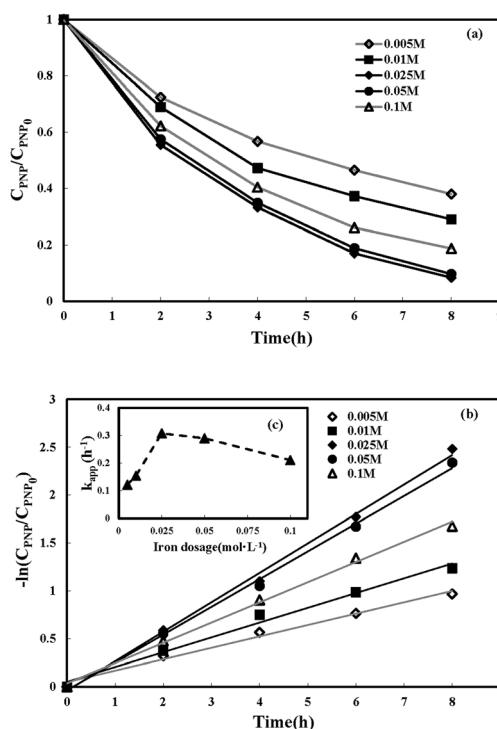 (a)
C_PNP/C_PNP₀
1
0.8
0.6
0.4
0.2
0
0.005M
0.01M
0.025M
0.05M
0.1M
0 1 2 3 4 5 6 7 8
Time(h)
(b)
-ln(C_PNP/C_PNP₀)
3
2.5
2
1.5
1
0.5
0
0.005M
0.01M
0.025M
0.05M
0.1M
(c)
k_app (h⁻¹)
0.4
0.3
0.2
0.1
0
0 0.025 0.05 0.1
Iron dosage(mol·L⁻¹)
0 1 2 3 4 5 6 7 8
Time(h)